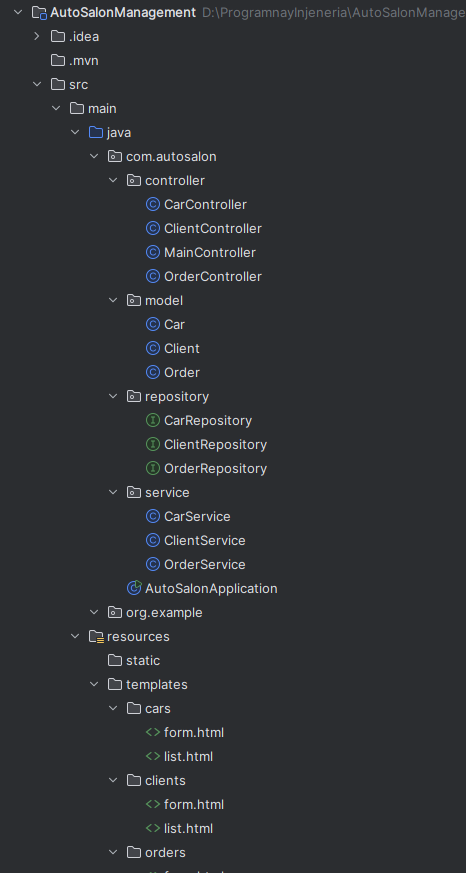 AutoSalonManagement D:\ProgramnayInjeneria\AutoSalonManage
.idea
.mvn
src
main
java
com.autosalon
controller
CarController
ClientController
MainController
OrderController
model
Car
Client
Order
repository
CarRepository
ClientRepository
OrderRepository
service
CarService
ClientService
OrderService
AutoSalonApplication
org.example
resources
static
templates
cars
form.html
list.html
clients
form.html
list.html
orders